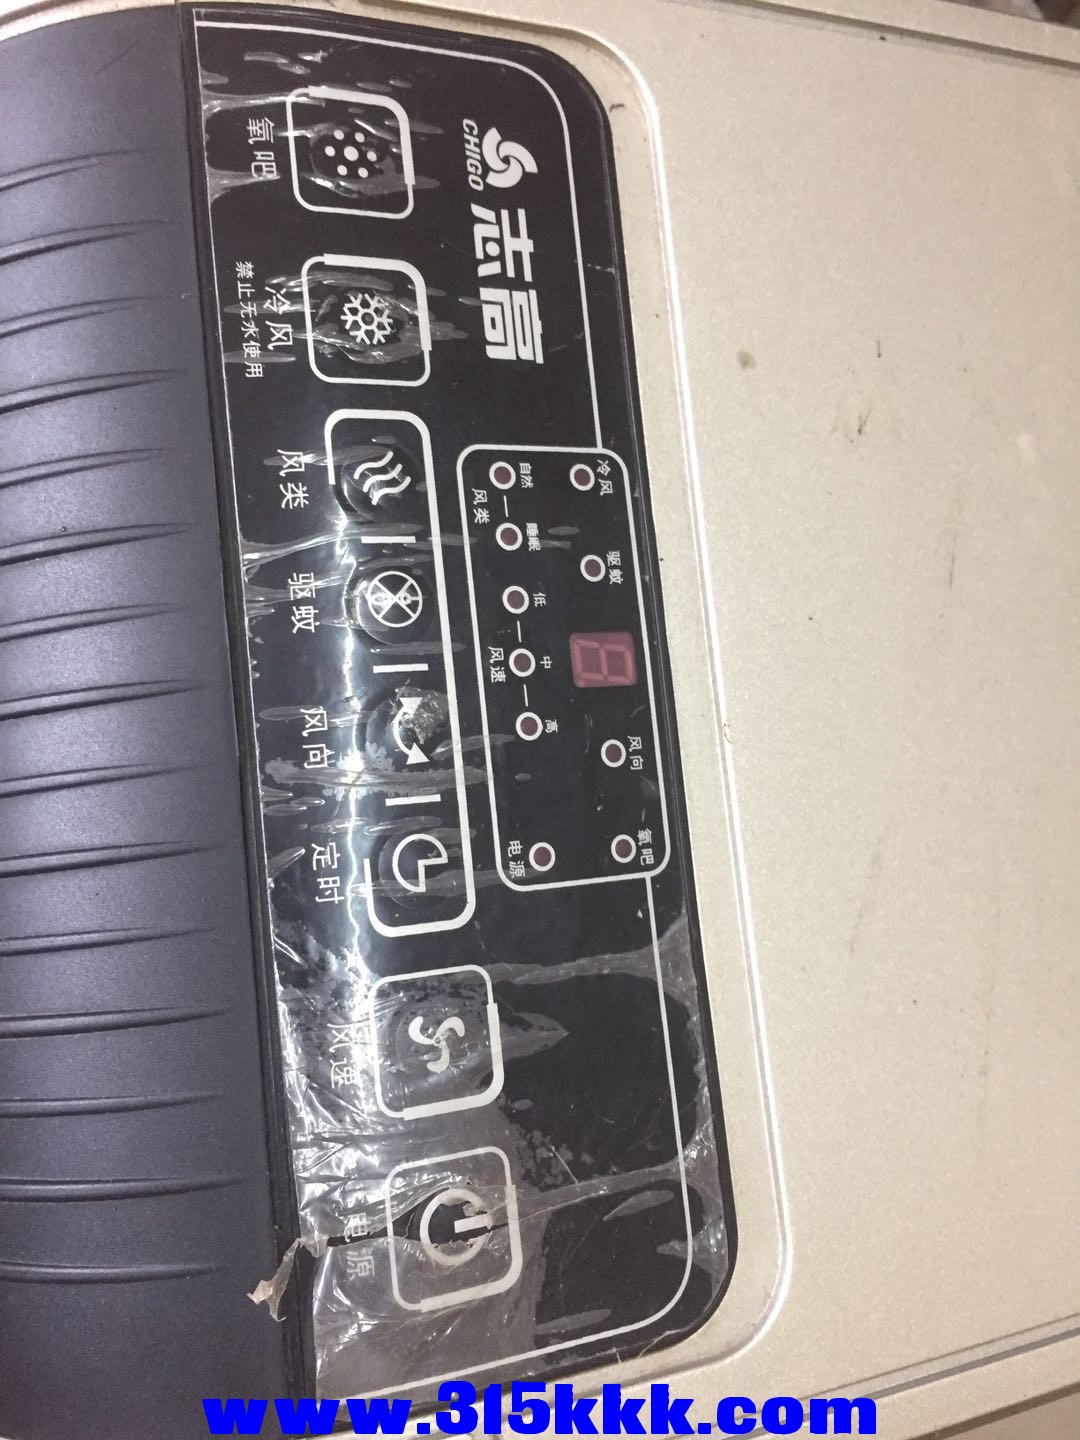 CHIGO 志高
冷风 驱蚊 风向 氧吧
自然 睡眠 低 中 高
风类 风速 电源
氧吧 冷风 风类 驱蚊 风向 定时 风速 电源
禁止无水使用
www.315kkk.com